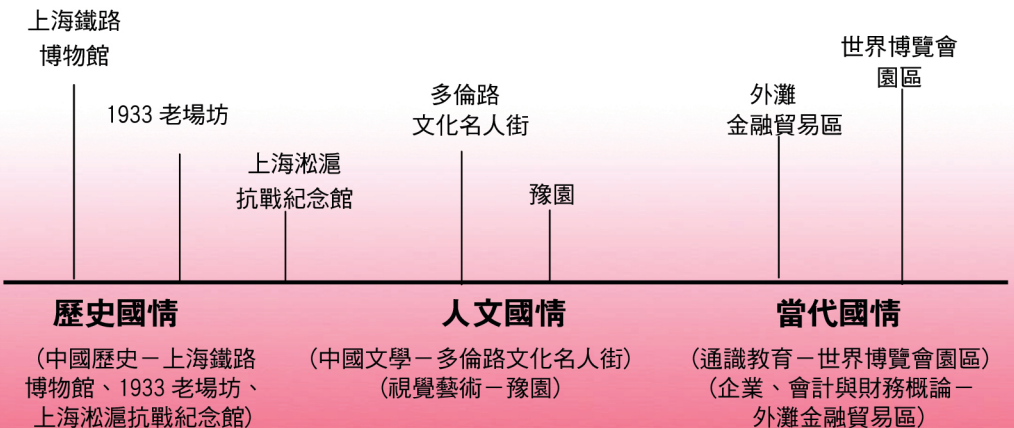 上海鐵路
博物館
1933 老場坊
上海淞滬
抗戰紀念館
多倫路
文化名人街
豫園
外灘
金融貿易區
世界博覽會
園區
歷史國情
(中國歷史－上海鐵路
博物館、1933 老場坊、
上海淞滬抗戰紀念館)
人文國情
(中國文學－多倫路文化名人街)
(視覺藝術－豫園)
當代國情
(通識教育－世界博覽會園區)
(企業、會計與財務概論－
外灘金融貿易區)